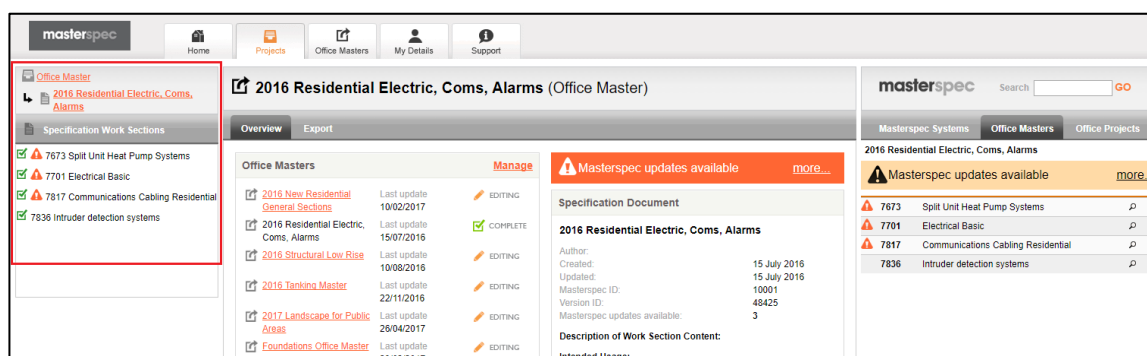 masterspec
Home
Projects
Office Masters
My Details
Support
Office Master
2016 Residential Electric, Coms,
Alarms
Specification Work Sections
7673 Split Unit Heat Pump Systems
7701 Electrical Basic
7817 Communications Cabling Residential
7836 Intruder detection systems
2016 Residential Electric, Coms, Alarms (Office Master)
Overview Export
Office Masters Manage
2016 New Residential Last update EDITING
General Sections 10/02/2017
2016 Residential Electric, Last update COMPLETE
Coms, Alarms 15/07/2016
2016 Structural Low Rise Last update EDITING
10/08/2016
2016 Tanking Master Last update EDITING
22/11/2016
2017 Landscape for Public Last update EDITING
Areas 26/04/2017
Foundations Office Master Last update EDITING
Masterspec updates available more...
Specification Document
2016 Residential Electric, Coms, Alarms
Author:
Created: 15 July 2016
Updated: 15 July 2016
Masterspec ID: 10001
Version ID: 48425
Masterspec updates available: 3
Description of Work Section Content:
Intended Usage:
masterspec Search GO
Masterspec Systems Office Masters Office Projects
2016 Residential Electric, Coms, Alarms
Masterspec updates available more.
7673 Split Unit Heat Pump Systems
7701 Electrical Basic
7817 Communications Cabling Residential
7836 Intruder detection systems